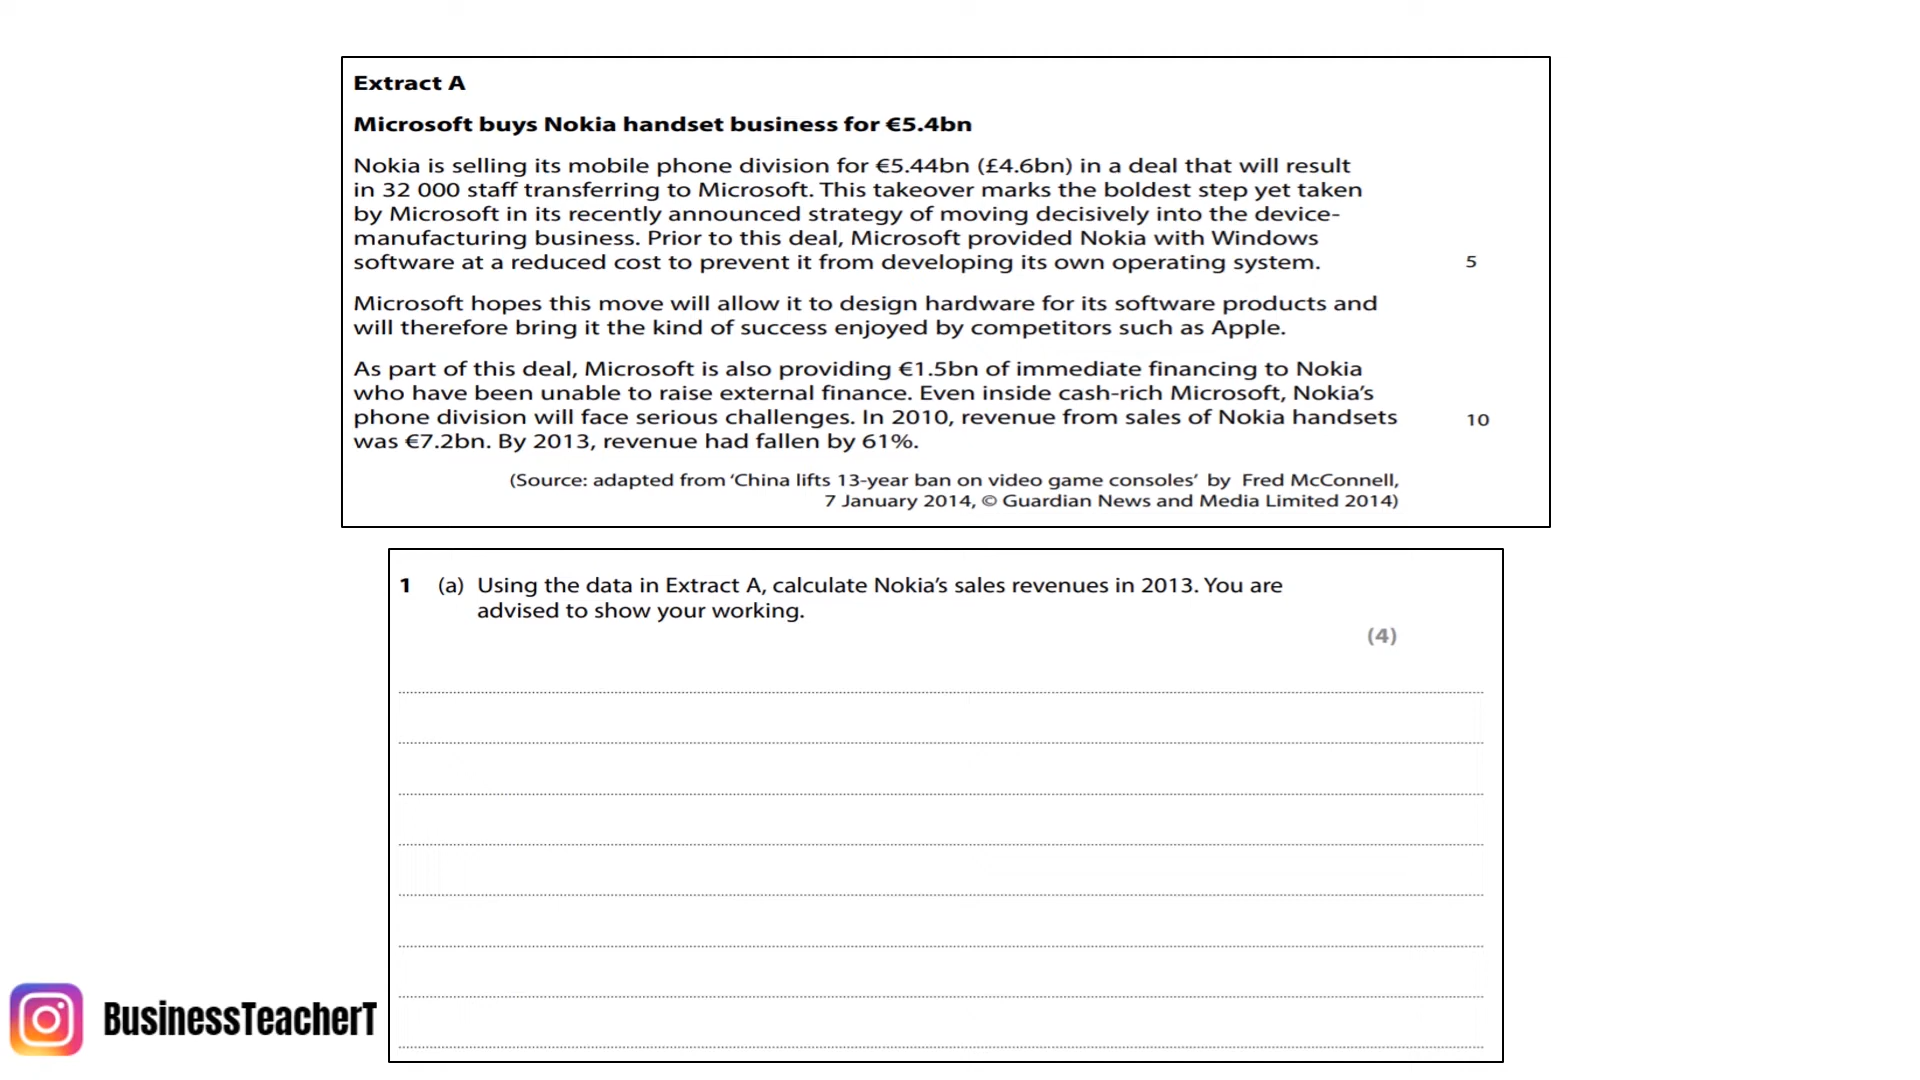 Extract A
Microsoft buys Nokia handset business for €5.4bn
Nokia is selling its mobile phone division for €5.44bn (£4.6bn) in a deal that will result
in 32 000 staff transferring to Microsoft. This takeover marks the boldest step yet taken
by Microsoft in its recently announced strategy of moving decisively into the device-
manufacturing business. Prior to this deal, Microsoft provided Nokia with Windows
software at a reduced cost to prevent it from developing its own operating system. 5
Microsoft hopes this move will allow it to design hardware for its software products and
will therefore bring it the kind of success enjoyed by competitors such as Apple.
As part of this deal, Microsoft is also providing €1.5bn of immediate financing to Nokia
who have been unable to raise external finance. Even inside cash-rich Microsoft, Nokia’s
phone division will face serious challenges. In 2010, revenue from sales of Nokia handsets 10
was €7.2bn. By 2013, revenue had fallen by 61%.
(Source: adapted from ‘China lifts 13-year ban on video game consoles’ by Fred McConnell,
7 January 2014, © Guardian News and Media Limited 2014)
1 (a) Using the data in Extract A, calculate Nokia’s sales revenues in 2013. You are
advised to show your working.
(4)
BusinessTeacherT